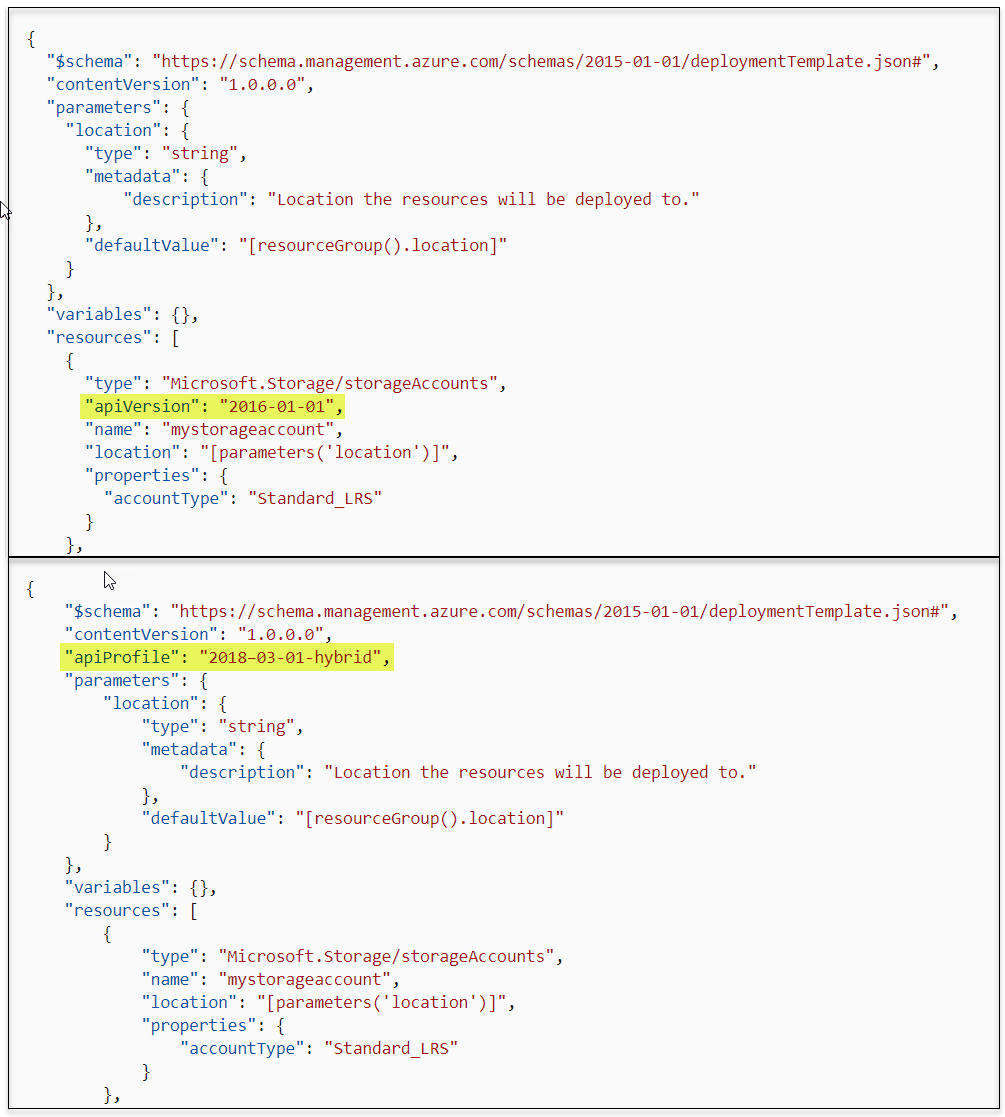 {
  "$schema": "https://schema.management.azure.com/schemas/2015-01-01/deploymentTemplate.json#",
  "contentVersion": "1.0.0.0",
  "parameters": {
    "location": {
      "type": "string",
      "metadata": {
          "description": "Location the resources will be deployed to."
      },
      "defaultValue": "[resourceGroup().location]"
    }
  },
  "variables": {},
  "resources": [
    {
      "type": "Microsoft.Storage/storageAccounts",
      "apiVersion": "2016-01-01",
      "name": "mystorageaccount",
      "location": "[parameters('location')]",
      "properties": {
        "accountType": "Standard_LRS"
      }
    },
{
    "$schema": "https://schema.management.azure.com/schemas/2015-01-01/deploymentTemplate.json#",
    "contentVersion": "1.0.0.0",
    "apiProfile": "2018–03-01-hybrid",
    "parameters": {
        "location": {
            "type": "string",
            "metadata": {
                "description": "Location the resources will be deployed to."
            },
            "defaultValue": "[resourceGroup().location]"
        }
    },
    "variables": {},
    "resources": [
        {
            "type": "Microsoft.Storage/storageAccounts",
            "name": "mystorageaccount",
            "location": "[parameters('location')]",
            "properties": {
                "accountType": "Standard_LRS"
            }
        },